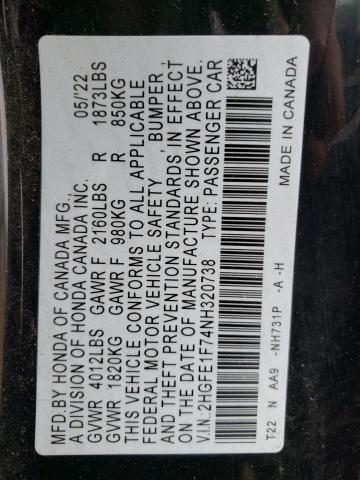 MFD.BY HONDA OF CANADA MFG.,
A DIVISION OF HONDA CANADA INC. 05/'22
GVWR 4012LBS GAWR F 2160LBS R 1873LBS
GVWR 1820KG GAWR F 980KG R 850KG
THIS VEHICLE CONFORMS TO ALL APPLICABLE
FEDERAL MOTOR VEHICLE SAFETY, BUMPER,
AND THEFT PREVENTION STANDARDS IN EFFECT
ON THE DATE OF MANUFACTURE SHOWN ABOVE.
V.I.N.: 2HGFE1F74NH320738 TYPE: PASSENGER CAR
T22 N AA9 -NH731P -A -H MADE IN CANADA